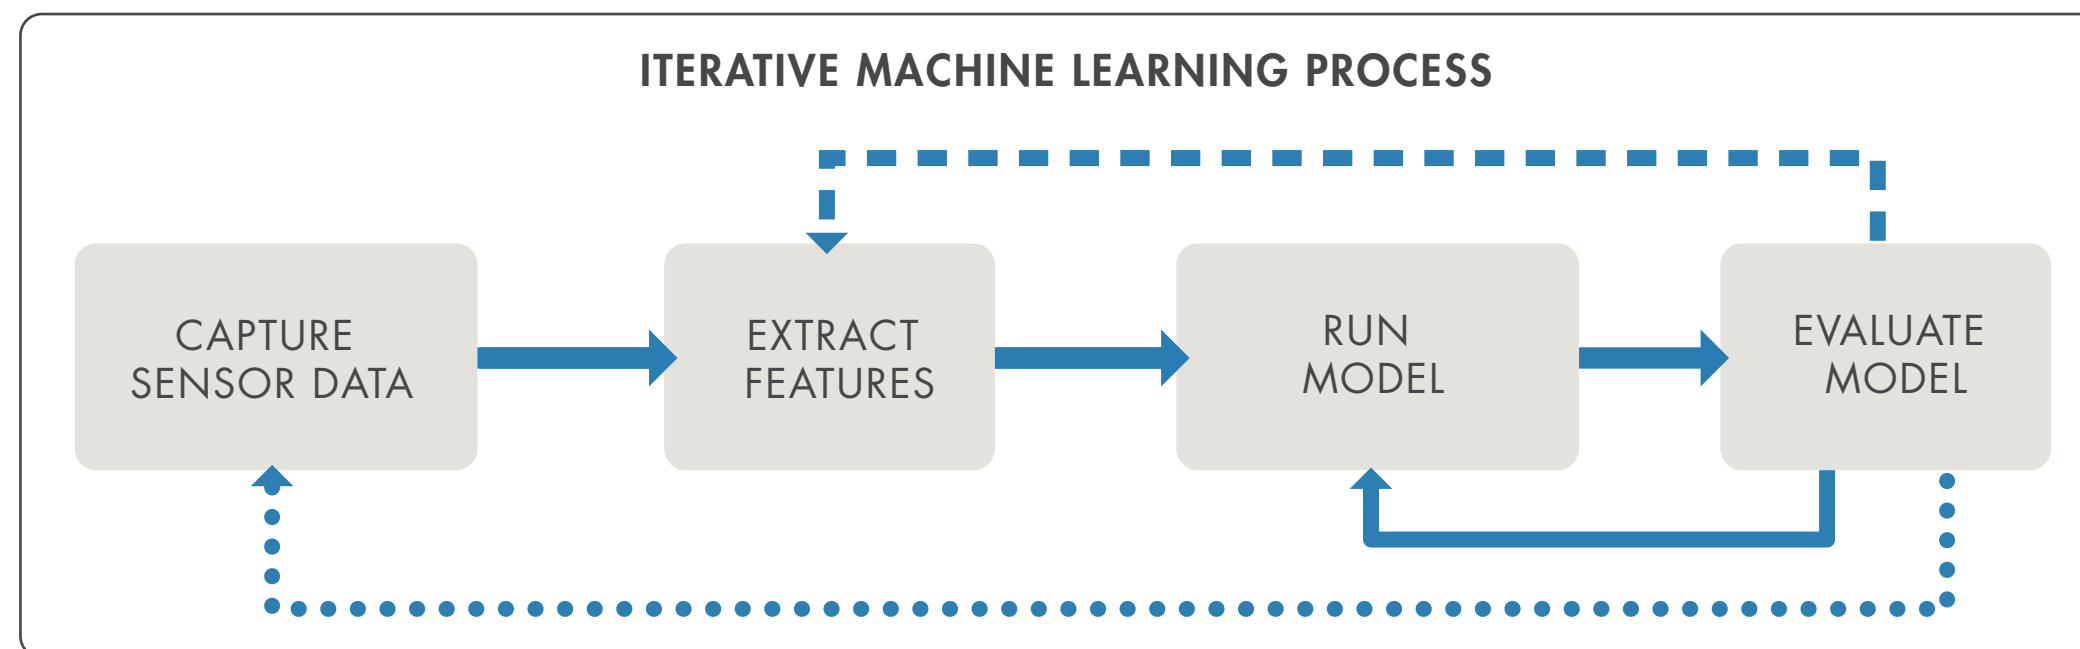 ITERATIVE MACHINE LEARNING PROCESS
CAPTURE
SENSOR DATA
EXTRACT
FEATURES
RUN
MODEL
EVALUATE
MODEL